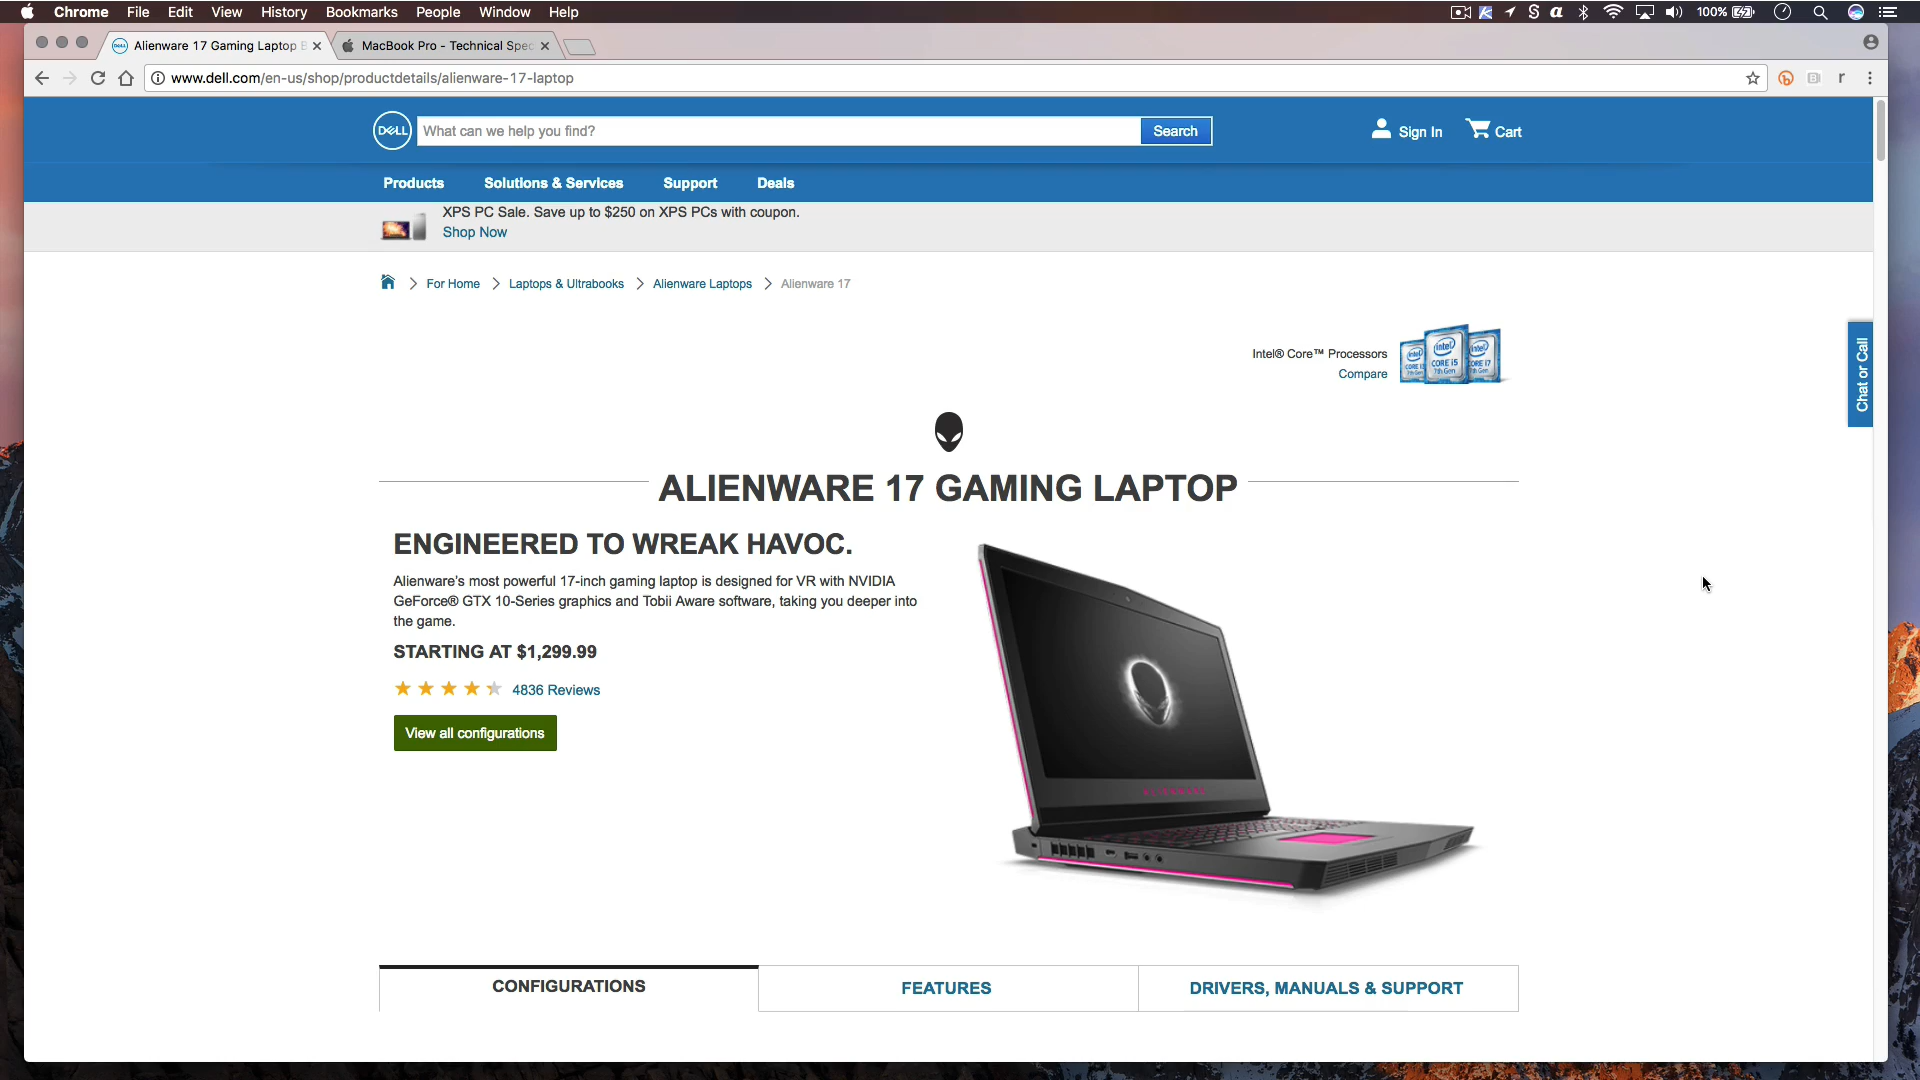 Chrome File Edit View History Bookmarks People Window Help 100%
Alienware 17 Gaming Laptop MacBook Pro - Technical Spec
www.dell.com/en-us/shop/productdetails/alienware-17-laptop
DELL What can we help you find? Search Sign In Cart
Products Solutions & Services Support Deals
XPS PC Sale. Save up to $250 on XPS PCs with coupon.
Shop Now
For Home Laptops & Ultrabooks Alienware Laptops Alienware 17
Intel® Core™ Processors
Compare
intel CORE i5 7th Gen
Chat or Call
ALIENWARE 17 GAMING LAPTOP
ENGINEERED TO WREAK HAVOC.
Alienware's most powerful 17-inch gaming laptop is designed for VR with NVIDIA
GeForce® GTX 10-Series graphics and Tobii Aware software, taking you deeper into
the game.
STARTING AT $1,299.99
4836 Reviews
View all configurations
ALIENWARE
CONFIGURATIONS FEATURES DRIVERS, MANUALS & SUPPORT